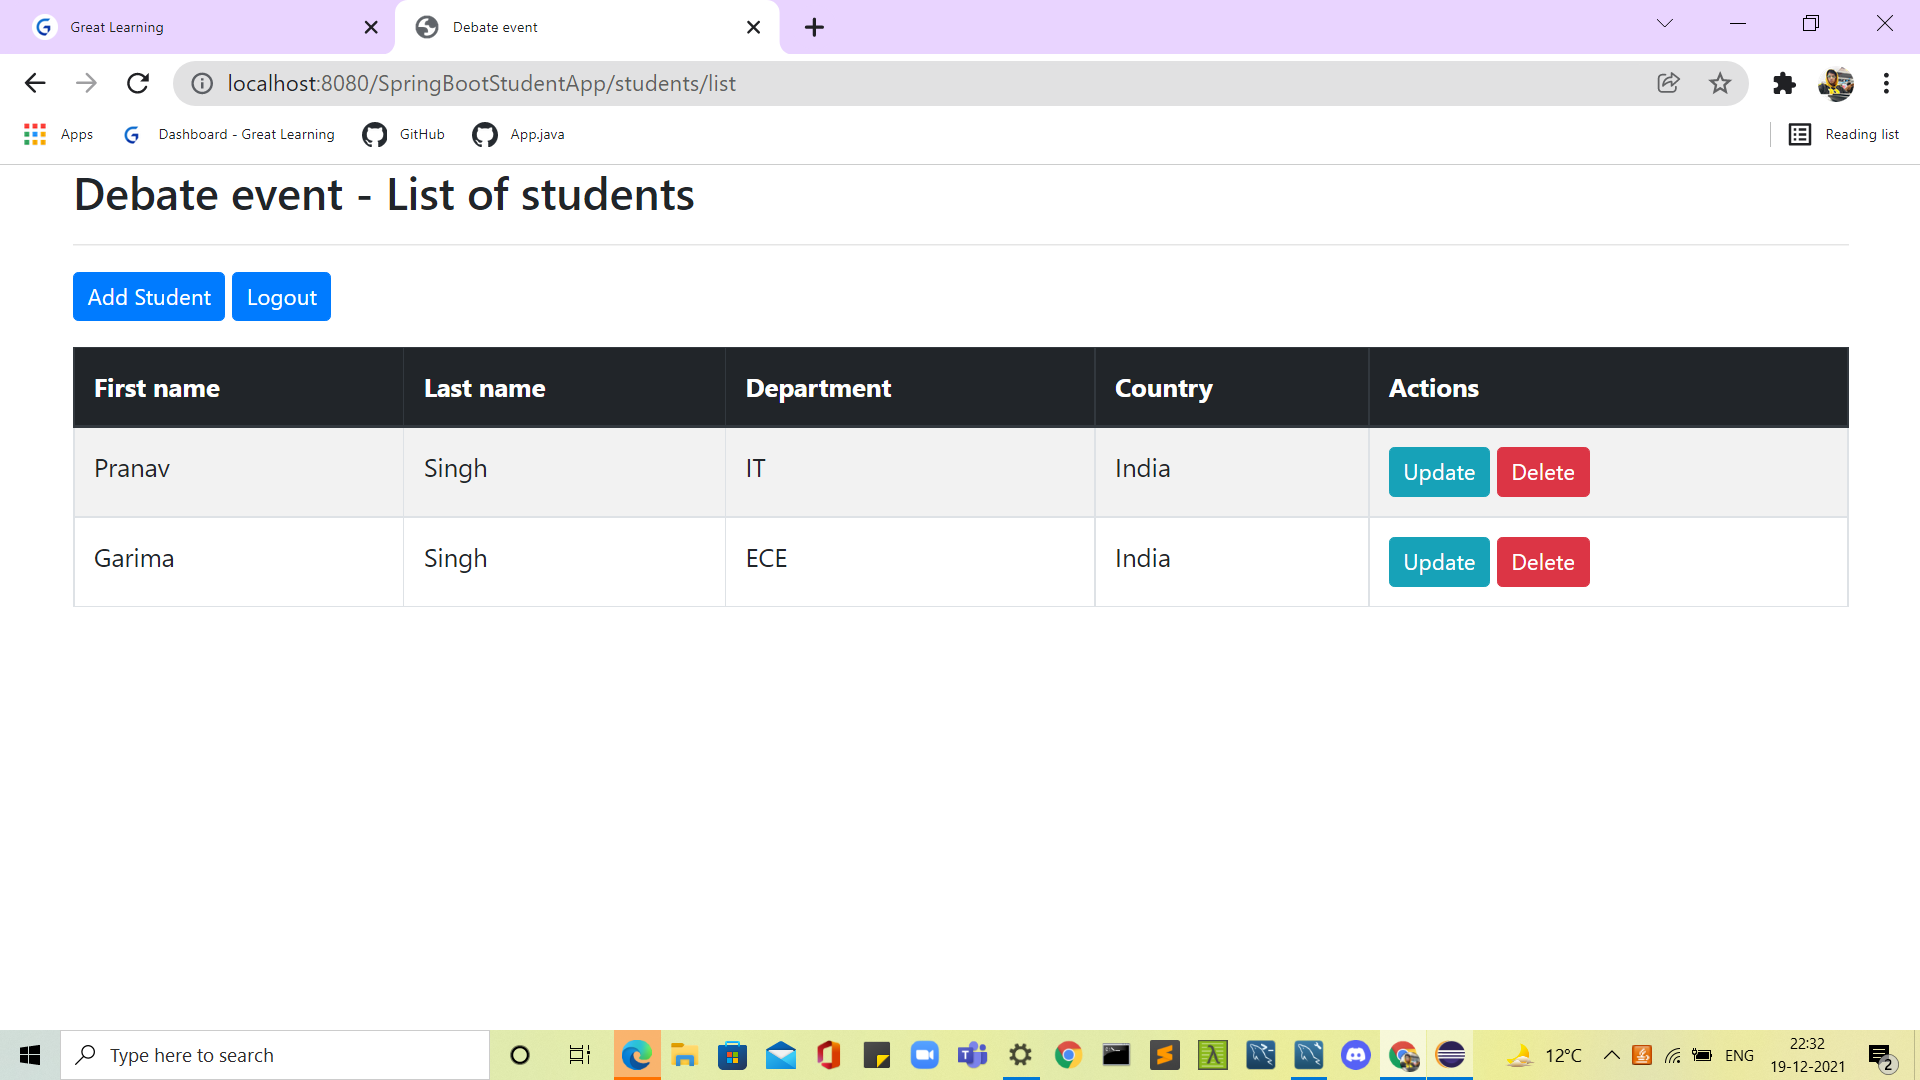 Great Learning
Debate event
localhost:8080/SpringBootStudentApp/students/list
Apps
Dashboard - Great Learning
GitHub
App.java
Reading list
Debate event - List of students
Add Student Logout
First name Last name Department Country Actions
Pranav Singh IT India Update Delete
Garima Singh ECE India Update Delete
Type here to search
12°C
ENG
22:32
19-12-2021
2